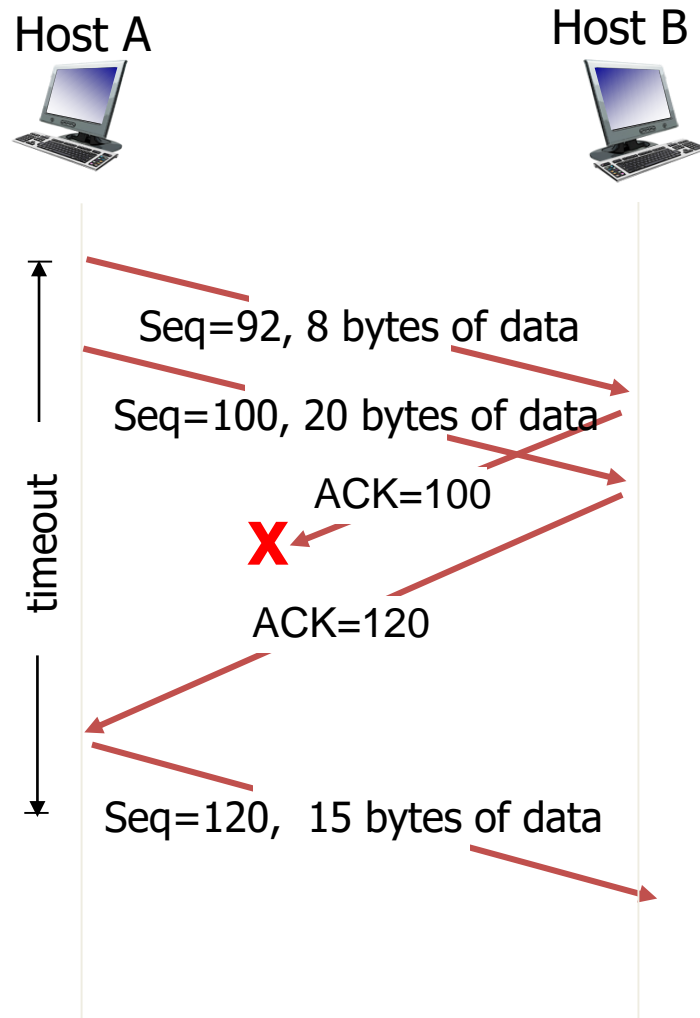 Host A
Host B
Seq=92, 8 bytes of data
Seq=100, 20 bytes of data
ACK=100
X
timeout
ACK=120
Seq=120, 15 bytes of data